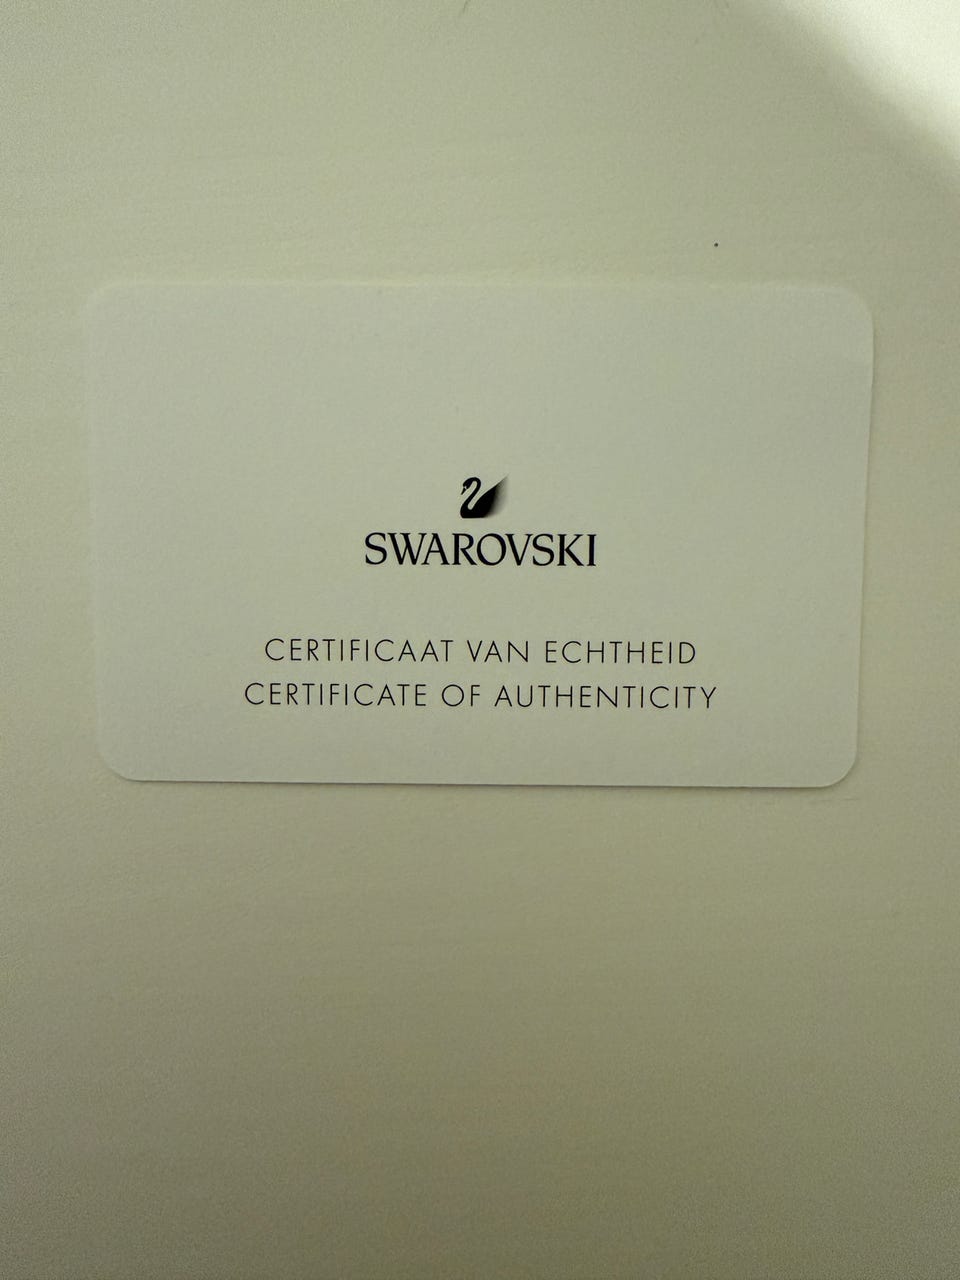 SWAROVSKI
CERTIFICAAT VAN ECHTHEID
CERTIFICATE OF AUTHENTICITY